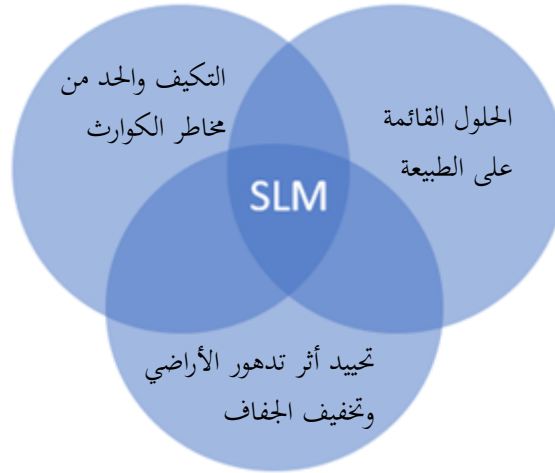 التكيف والحد من
مخاطر الكوارث
الحلول القائمة
على الطبيعة
SLM
تحييد أثر تدهور الأراضي
وتخفيف الجفاف